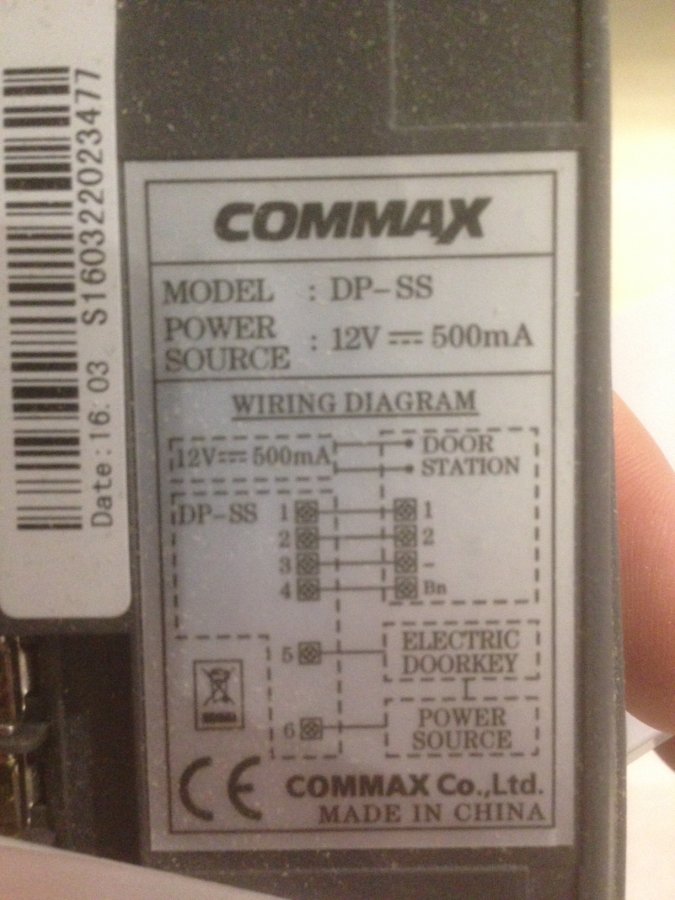 COMMAX
MODEL : DP-SS
POWER SOURCE : 12V 500mA
WIRING DIAGRAM
12V 500mA
DOOR STATION
DP-SS 1
1
2
2
3
-
4
Bn
5
ELECTRIC DOORKEY
6
POWER SOURCE
CE
COMMAX Co.,Ltd.
MADE IN CHINA
S160322023477
Date:16.03